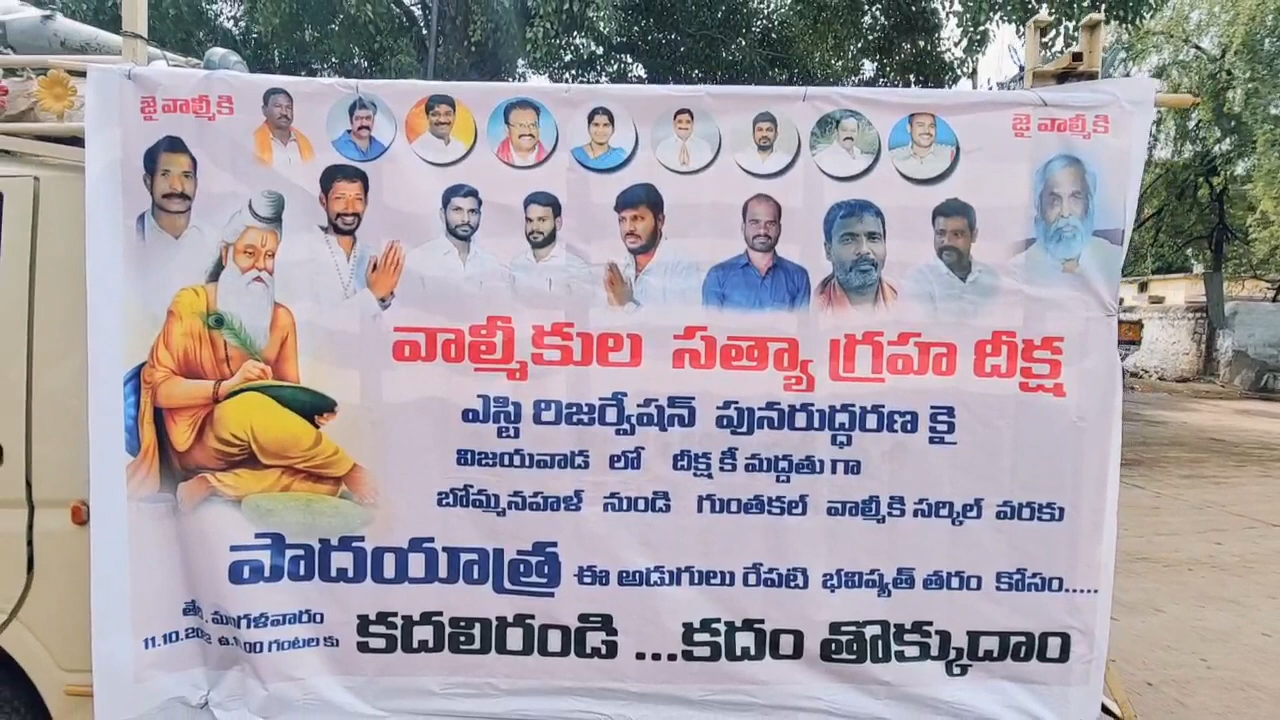 జై వాల్మీకి
జై వాల్మీకి
వాల్మీకుల సత్యా గ్రహ దీక్ష
ఎస్టి రిజర్వేషన్ పునరుద్ధరణ కై
విజయవాడ లో దీక్ష కీ మద్దతు గా
బోమ్మనహళ్ నుండి గుంతకల్ వాల్మీకి సర్కిల్ వరకు
పాదయాత్ర ఈ అడుగులు రేపటి భవిష్యత్ తరం కోసం.....
తేది. మంగళవారం
ఉ. గంటల కు
కదలిరండి ...కదం తొక్కుదాం